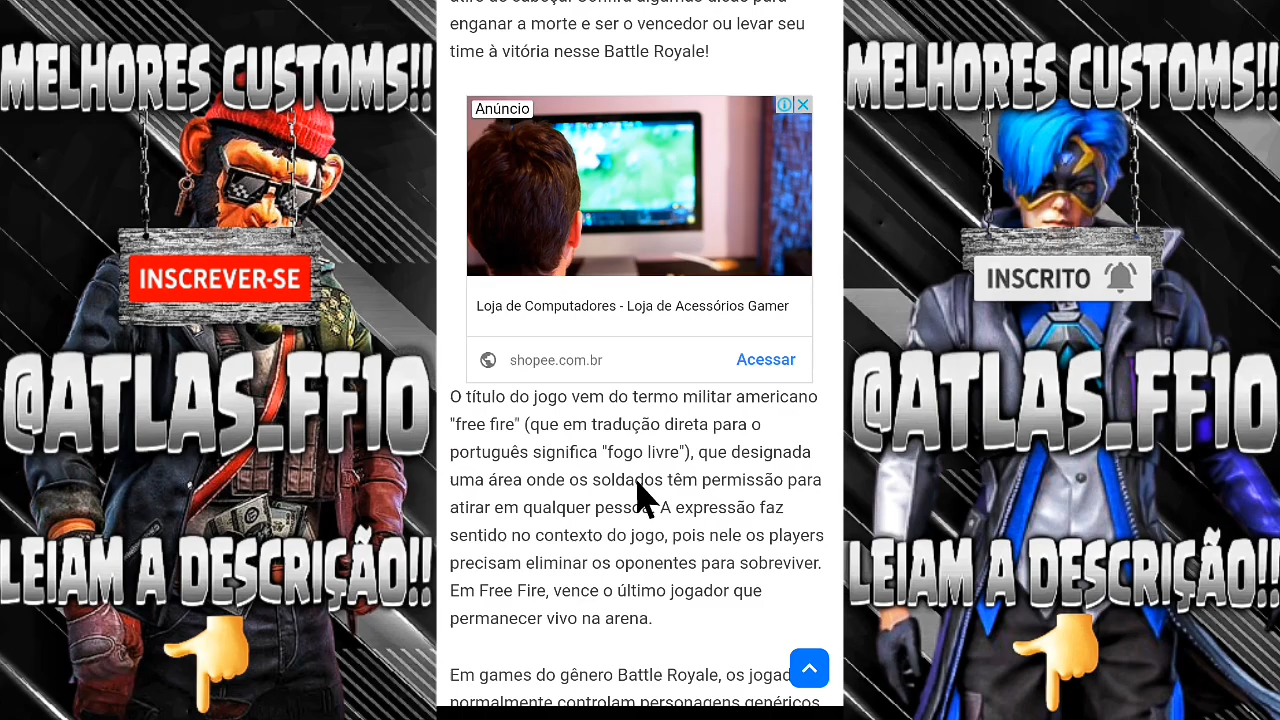 MELHORES CUSTOMS!!
INSCREVER-SE
@ATLAS_FF10
LEIAM A DESCRIÇÃO!!
enganar a morte e ser o vencedor ou levar seu
time à vitória nesse Battle Royale!
Anúncio
Loja de Computadores - Loja de Acessórios Gamer
shopee.com.br
Acessar
O título do jogo vem do termo militar americano
"free fire" (que em tradução direta para o
português significa "fogo livre"), que designada
uma área onde os soldados têm permissão para
atirar em qualquer pessoa. A expressão faz
sentido no contexto do jogo, pois nele os players
precisam eliminar os oponentes para sobreviver.
Em Free Fire, vence o último jogador que
permanecer vivo na arena.
Em games do gênero Battle Royale, os jogad
normalmente controlam personagens genéricos
MELHORES CUSTOMS!!
INSCRITO
@ATLAS_FF10
LEIAM A DESCRIÇÃO!!